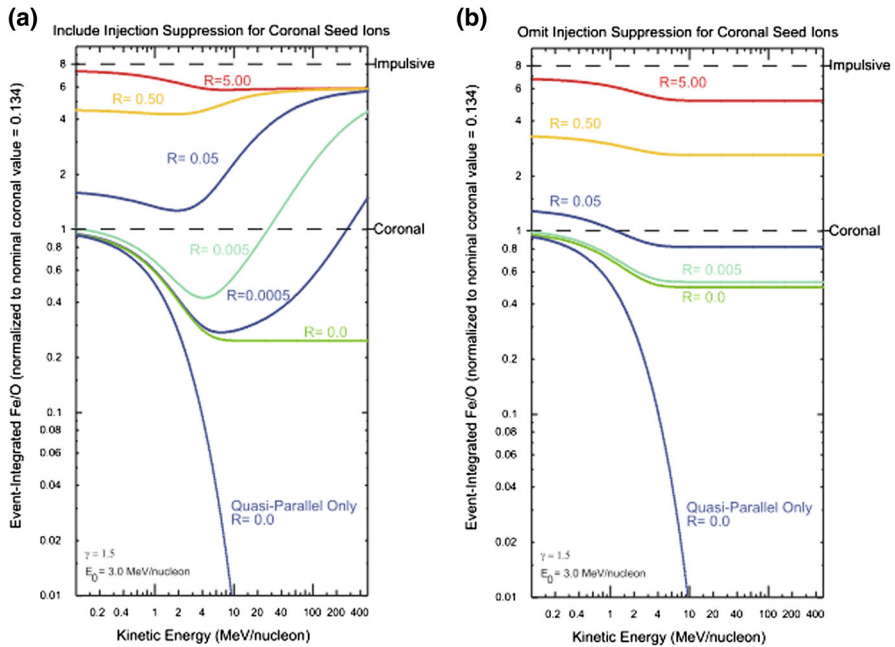 (a)
Include Injection Suppression for Coronal Seed Ions
Event-Integrated Fe/O (normalized to nominal coronal value = 0.134)
8
6
4
2
1
0.8
0.6
0.4
0.2
0.1
0.08
0.06
0.04
0.02
0.01
Impulsive
R=5.00
R= 0.50
R= 0.05
Coronal
R= 0.005
R=0.0005
R= 0.0
Quasi-Parallel Only
R= 0.0
γ = 1.5
E0 = 3.0 MeV/nucleon
0.2 0.4 1 2 4 10 20 40 100 200 400
Kinetic Energy (MeV/nucleon)
(b)
Omit Injection Suppression for Coronal Seed Ions
Event-Integrated Fe/O (normalized to nominal coronal value = 0.134)
8
6
4
2
1
0.8
0.6
0.4
0.2
0.1
0.08
0.06
0.04
0.02
0.01
Impulsive
R=5.00
R= 0.50
R= 0.05
Coronal
R= 0.005
R= 0.0
Quasi-Parallel Only
R= 0.0
γ = 1.5
E0 = 3.0 MeV/nucleon
0.2 0.4 1 2 4 10 20 40 100 200 400
Kinetic Energy (MeV/nucleon)